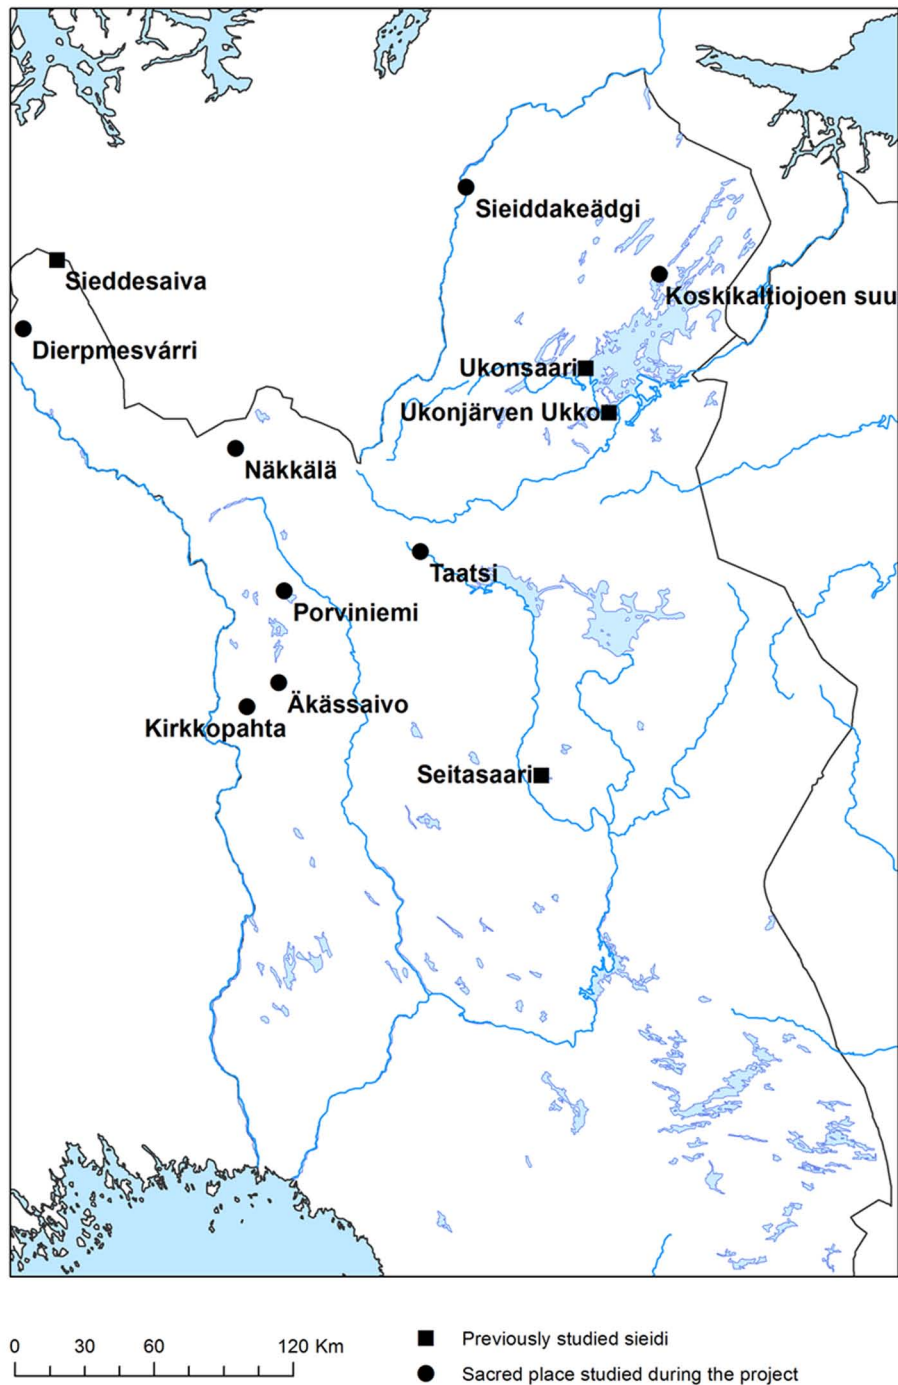 Sieiddakeädgi
Sieddesaiva
Koskikaltiojoen suu
Dierpmesvárri
Ukonsaari
Ukonjärven Ukko
Näkkälä
Taatsi
Porviniemi
Äkässaivo
Kirkkopahta
Seitasaari
0 30 60 120 Km
Previously studied sieidi
Sacred place studied during the project